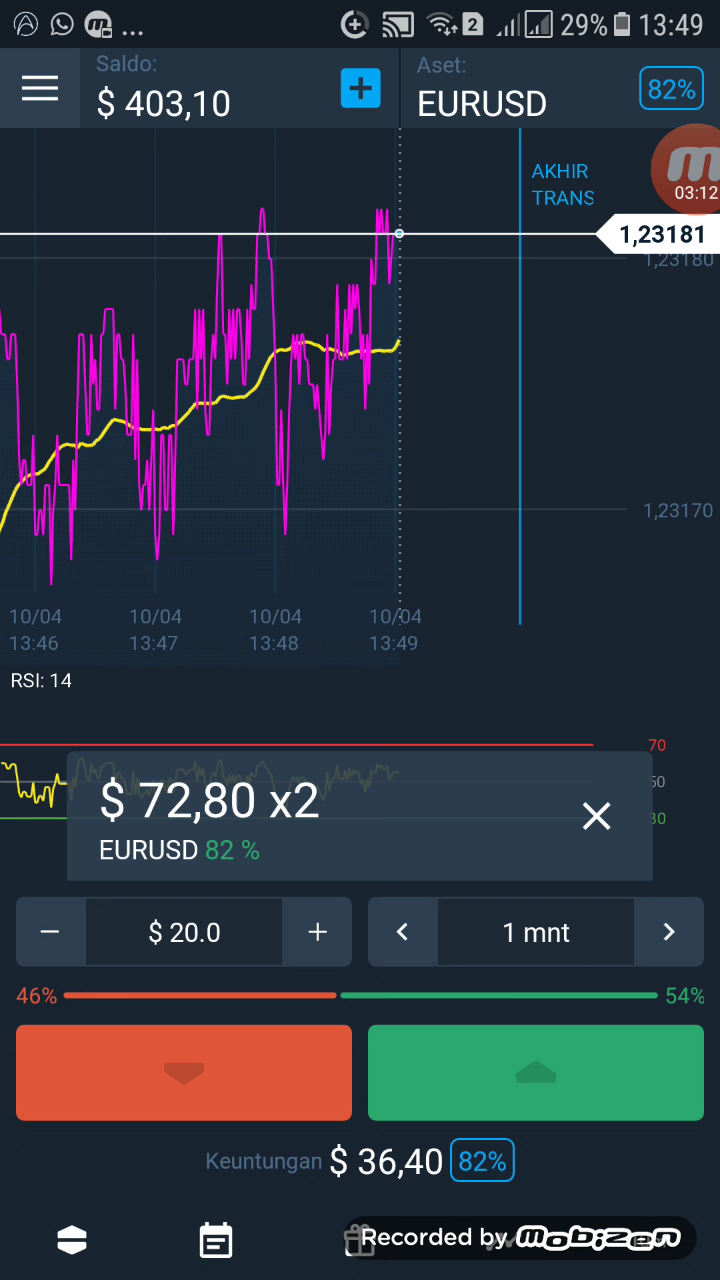 ... 2 29% 13:49
Saldo:
$ 403,10
Aset:
EURUSD
82%
AKHIR
TRANS
03:12
1,23181
1,23180
1,23170
10/04 10/04 10/04 10/04
13:46 13:47 13:48 13:49
RSI: 14
70
50
30
$ 72,80 x2
EURUSD 82 %
$ 20.0
1 mnt
46% 54%
Keuntungan $ 36,40 82%
Recorded by mobizen